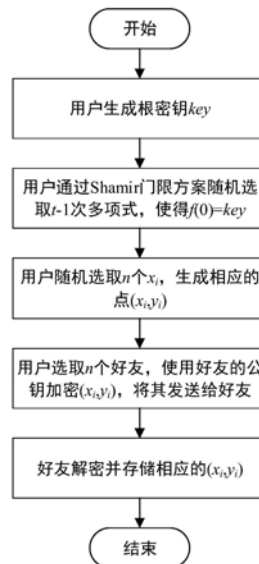 开始
用户生成根密钥key
用户通过Shamir门限方案随机选
取t-1次多项式，使得f(0)=key
用户随机选取n个xᵢ，生成相应的
点(xᵢ,yᵢ)
用户选取n个好友，使用好友的公
钥加密(xᵢ,yᵢ)，将其发送给好友
好友解密并存储相应的(xᵢ,yᵢ)
结束